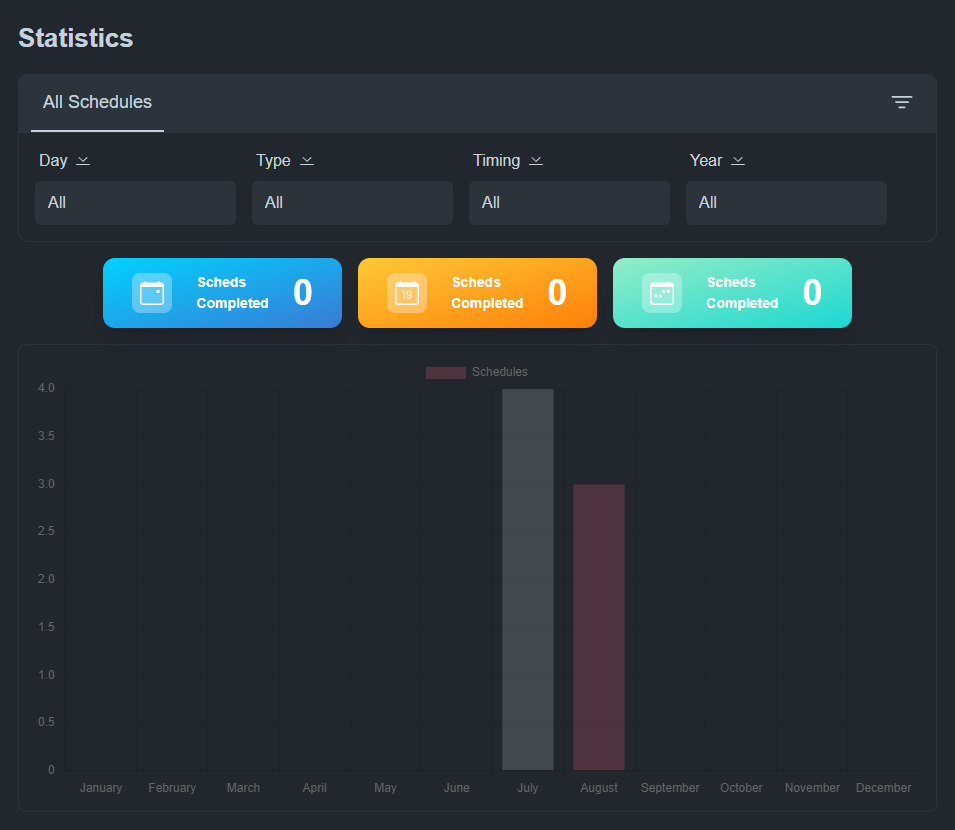 Statistics
All Schedules
Day
Type
Timing
Year
All
All
All
All
Scheds
Completed
0
19
Scheds
Completed
0
Scheds
Completed
0
Schedules
4.0
3.5
3.0
2.5
2.0
1.5
1.0
0.5
0
January
February
March
April
May
June
July
August
September
October
November
December